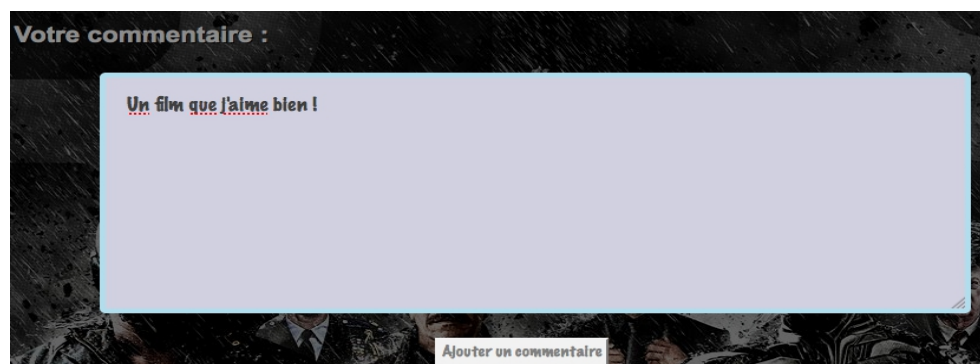 Votre commentaire :
Un film que j'aime bien !
Ajouter un commentaire